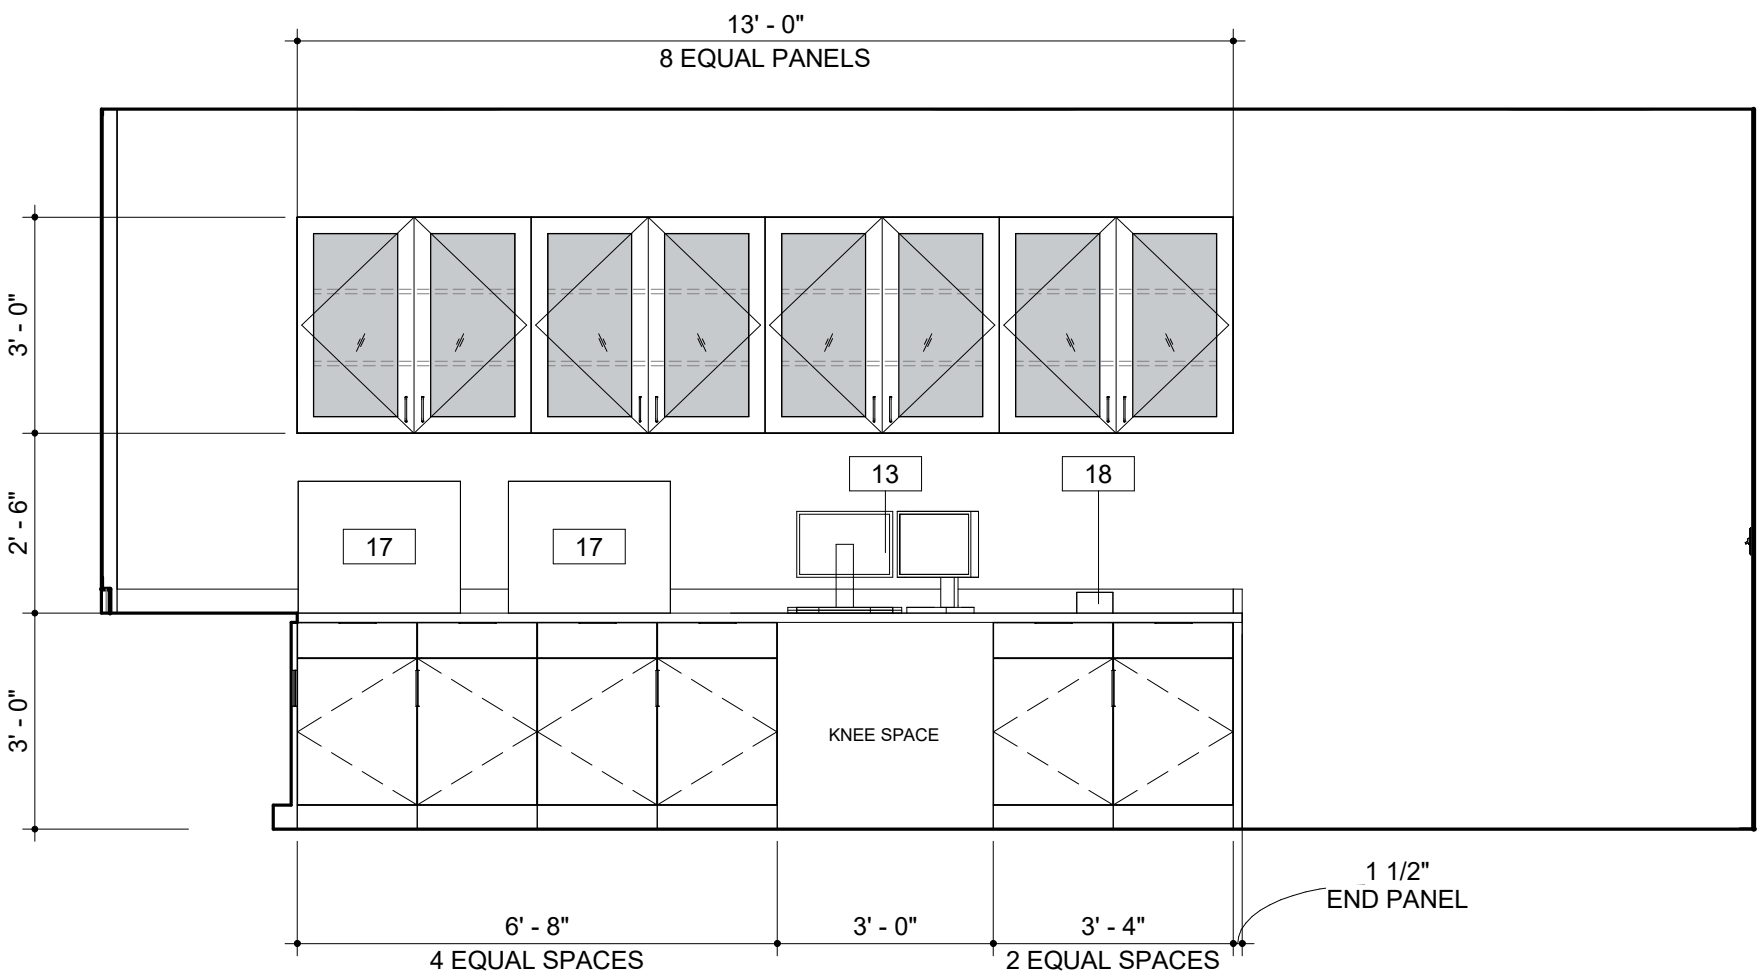 13' - 0"
8 EQUAL PANELS
3' - 0"
2' - 6"
3' - 0"
13
18
17
17
KNEE SPACE
1 1/2"
END PANEL
6' - 8"
4 EQUAL SPACES
3' - 0"
3' - 4"
2 EQUAL SPACES